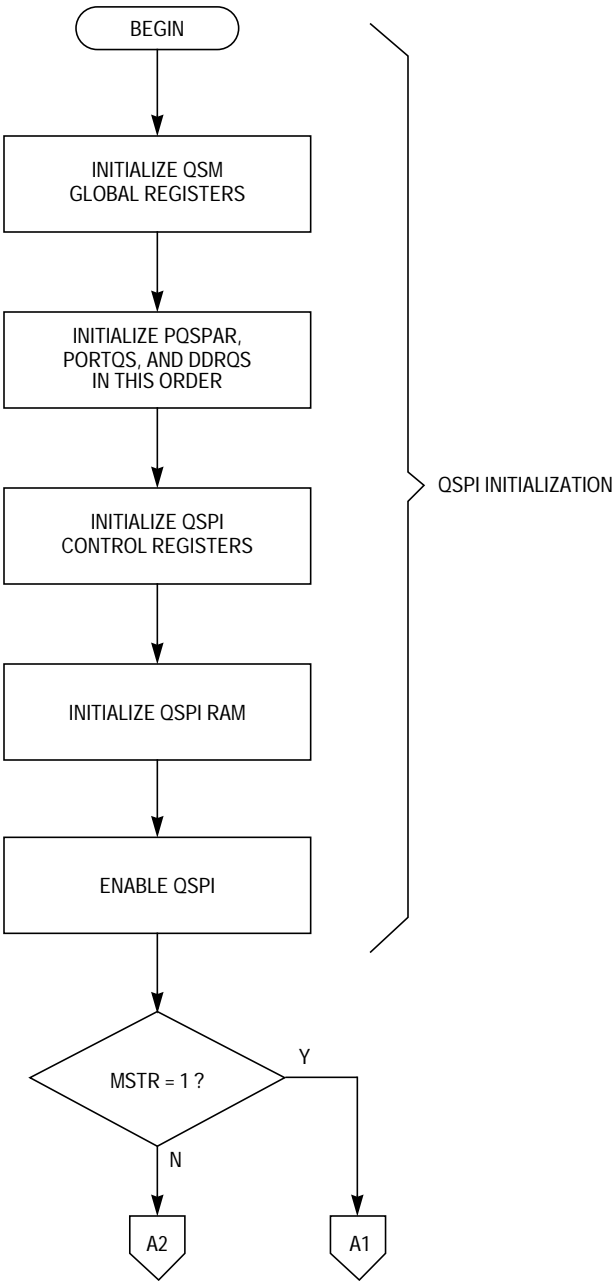 BEGIN
INITIALIZE QSM
GLOBAL REGISTERS
INITIALIZE PQSPAR,
PORTQS, AND DDRQS
IN THIS ORDER
INITIALIZE QSPI
CONTROL REGISTERS
QSPI INITIALIZATION
INITIALIZE QSPI RAM
ENABLE QSPI
MSTR = 1 ?
Y
N
A2
A1